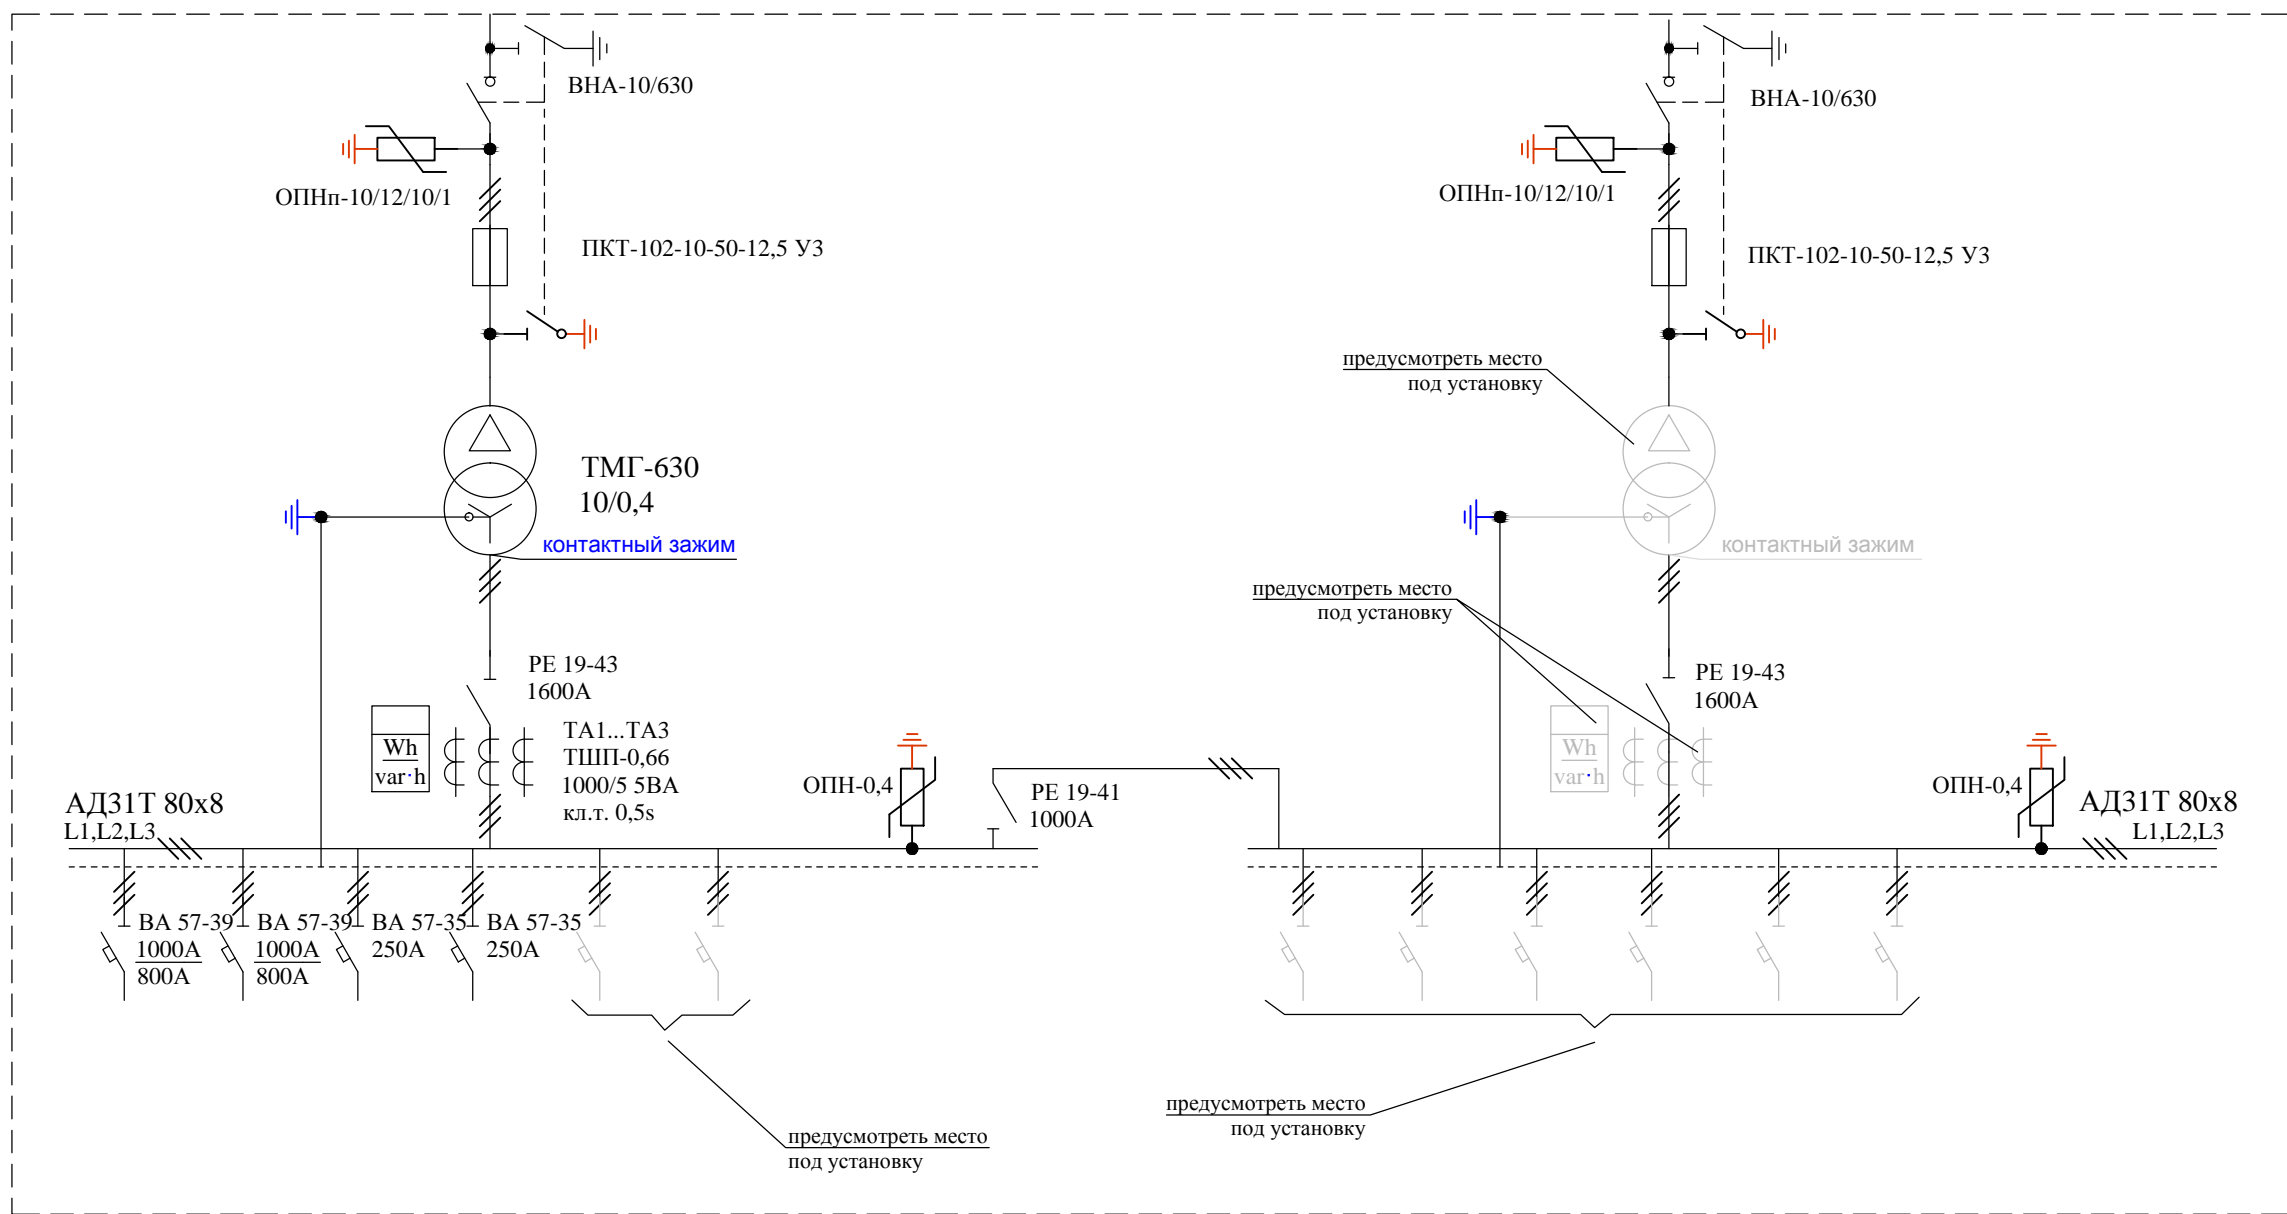 ВНА-10/630
ОПНп-10/12/10/1
ПКТ-102-10-50-12,5 У3
ТМГ-630
10/0,4
контактный зажим
РЕ 19-43
1600А
Wh
var·h
ТА1...ТА3
ТШП-0,66
1000/5 5ВА
кл.т. 0,5s
АД31Т 80х8
L1,L2,L3
ОПН-0,4
РЕ 19-41
1000А
ВА 57-39
1000А
800А
ВА 57-39
1000А
800А
ВА 57-35
250А
ВА 57-35
250А
предусмотреть место
под установку
ВНА-10/630
ОПНп-10/12/10/1
ПКТ-102-10-50-12,5 У3
предусмотреть место
под установку
контактный зажим
предусмотреть место
под установку
РЕ 19-43
1600А
Wh
var·h
ОПН-0,4
АД31Т 80х8
L1,L2,L3
предусмотреть место
под установку